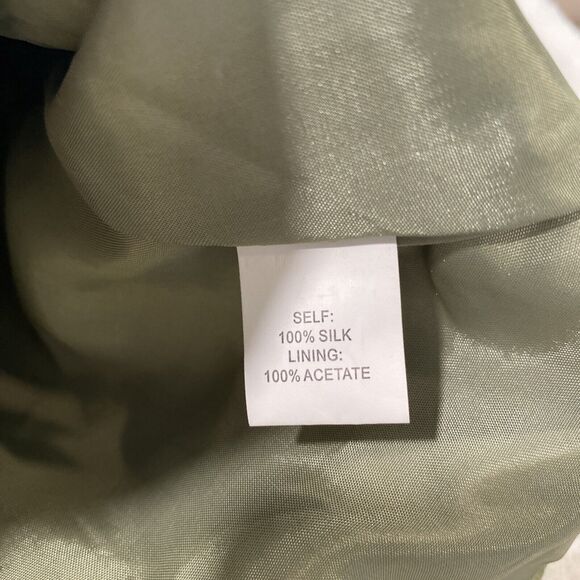 SELF:
100% SILK
LINING:
100% ACETATE